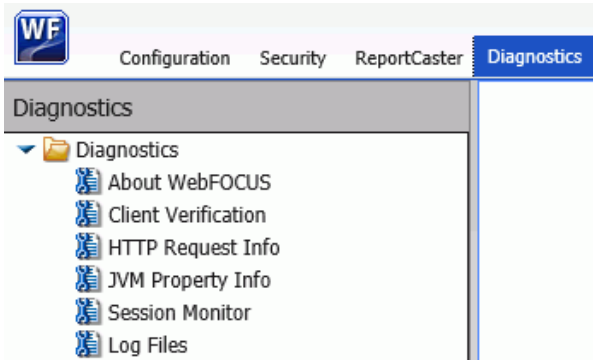 WF
Configuration Security ReportCaster Diagnostics
Diagnostics
Diagnostics
About WebFOCUS
Client Verification
HTTP Request Info
JVM Property Info
Session Monitor
Log Files